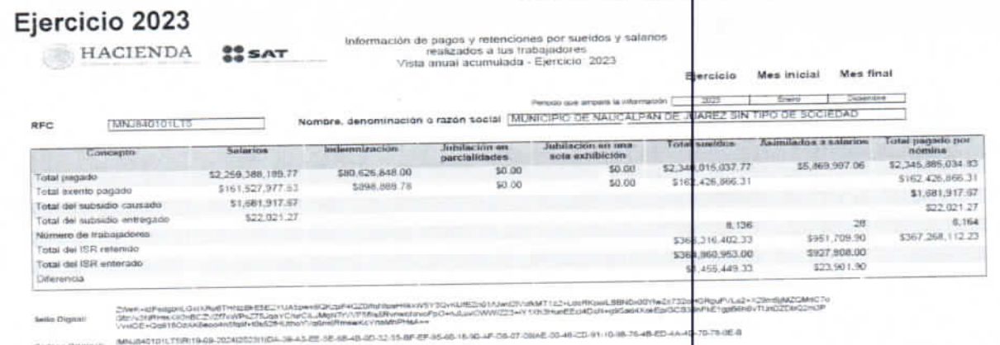 Ejercicio 2023
HACIENDA SAT
Información de pagos y retenciones por sueldos y salarios
realizados a tus trabajadores
Vista anual acumulada - Ejercicio: 2023
Ejercicio Mes inicial Mes final
Periodo que ampara la información 2023 Enero Diciembre
RFC MNJ840101LT5 Nombre, denominación o razón social MUNICIPIO DE NAUCALPAN DE JUAREZ SIN TIPO DE SOCIEDAD
Concepto Salarios Indemnización Jubilación en parcialidades Jubilación en una sola exhibición Total sueldos Asimilados a salarios Total pagado por nómina
Total pagado $2,259,388,189.77 $80,626,848.00 $0.00 $0.00 $2,340,015,037.77 $5,869,997.06 $2,345,885,034.83
Total exento pagado $161,527,977.53 $898,888.78 $0.00 $0.00 $162,426,866.31 $162,426,866.31
Total del subsidio causado $1,681,917.67 $1,681,917.67
Total del subsidio entregado $22,021.27 $22,021.27
Número de trabajadores 8,136 28 8,164
Total del ISR retenido $366,316,402.33 $951,709.90 $367,268,112.23
Total del ISR enterado $364,860,953.00 $927,808.00
Diferencia $1,455,449.33 $23,901.90
Sello Digital: